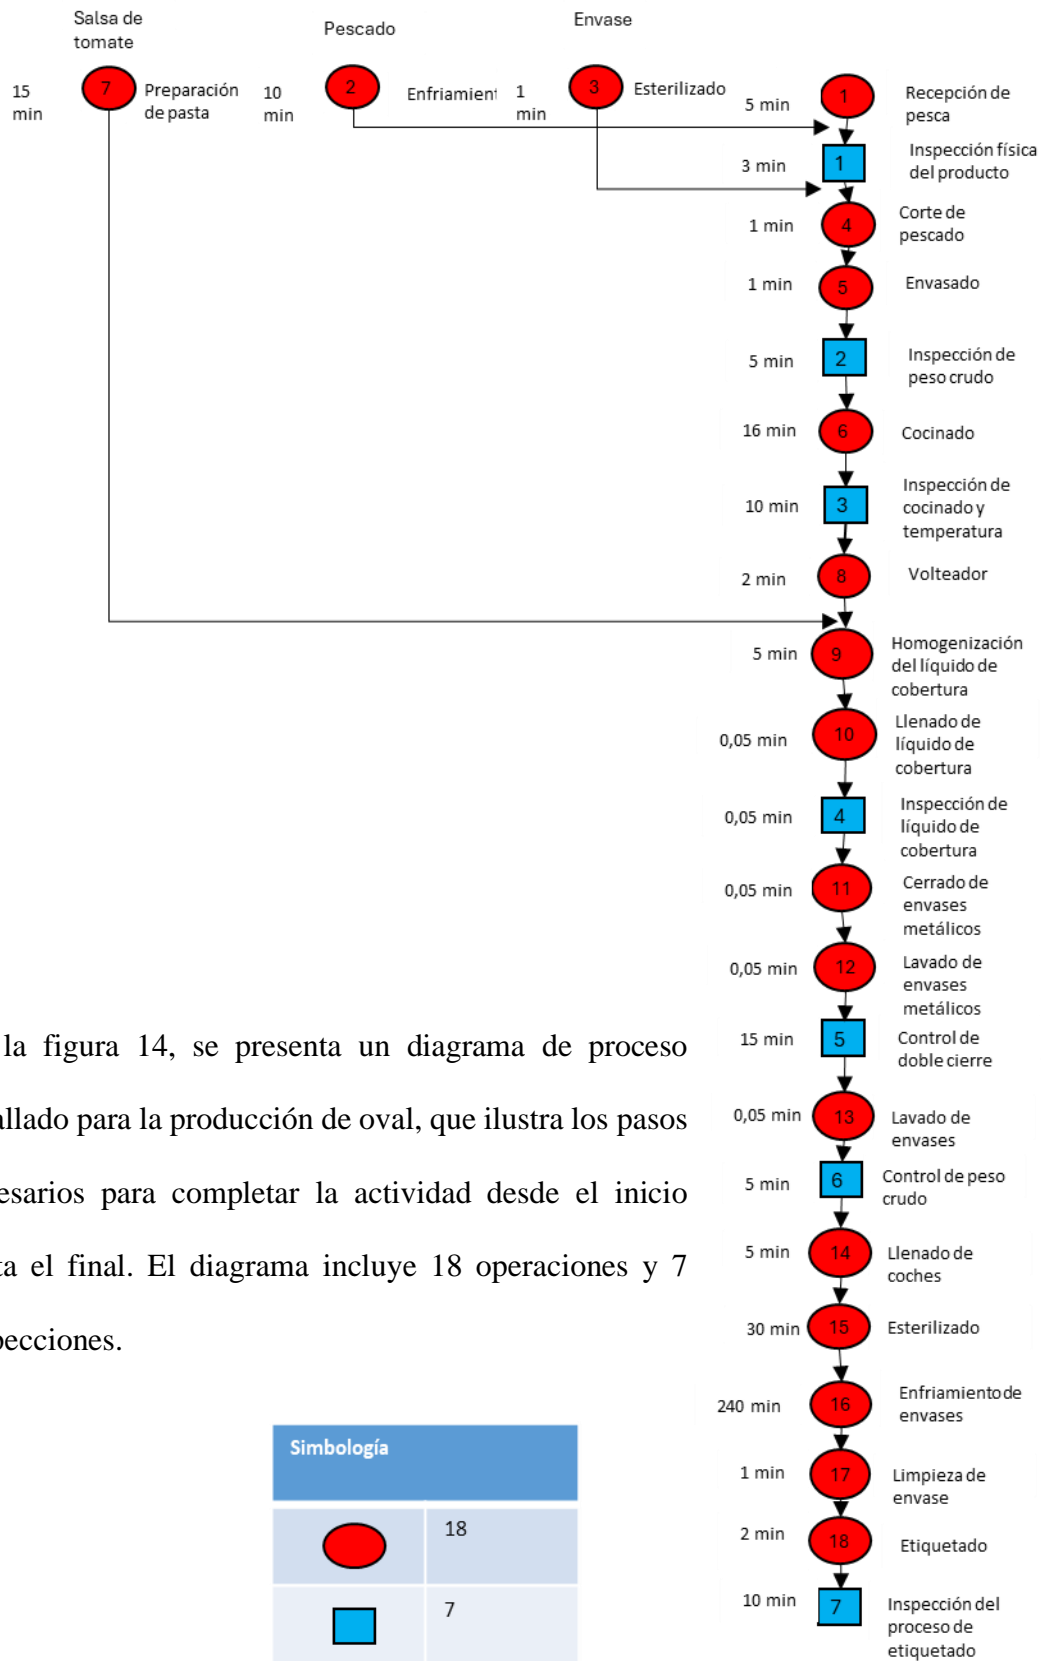 Salsa de
tomate
Pescado
Envase
15
min
7
Preparación
de pasta
10
min
2
Enfriamient
1
min
3
Esterilizado
5 min
1
Recepción de
pesca
3 min
1
Inspección física
del producto
1 min
4
Corte de
pescado
1 min
5
Envasado
5 min
2
Inspección de
peso crudo
16 min
6
Cocinado
10 min
3
Inspección de
cocinado y
temperatura
2 min
8
Volteador
5 min
9
Homogenización
del líquido de
cobertura
0,05 min
10
Llenado de
líquido de
cobertura
0,05 min
4
Inspección de
líquido de
cobertura
0,05 min
11
Cerrado de
envases
metálicos
0,05 min
12
Lavado de
envases
metálicos
15 min
5
Control de
doble cierre
0,05 min
13
Lavado de
envases
5 min
6
Control de peso
crudo
5 min
14
Llenado de
coches
30 min
15
Esterilizado
240 min
16
Enfriamiento de
envases
1 min
17
Limpieza de
envase
2 min
18
Etiquetado
10 min
7
Inspección del
proceso de
etiquetado
la figura 14, se presenta un diagrama de proceso
allado para la producción de oval, que ilustra los pasos
esarios para completar la actividad desde el inicio
ta el final. El diagrama incluye 18 operaciones y 7
pecciones.
Simbología
18
7